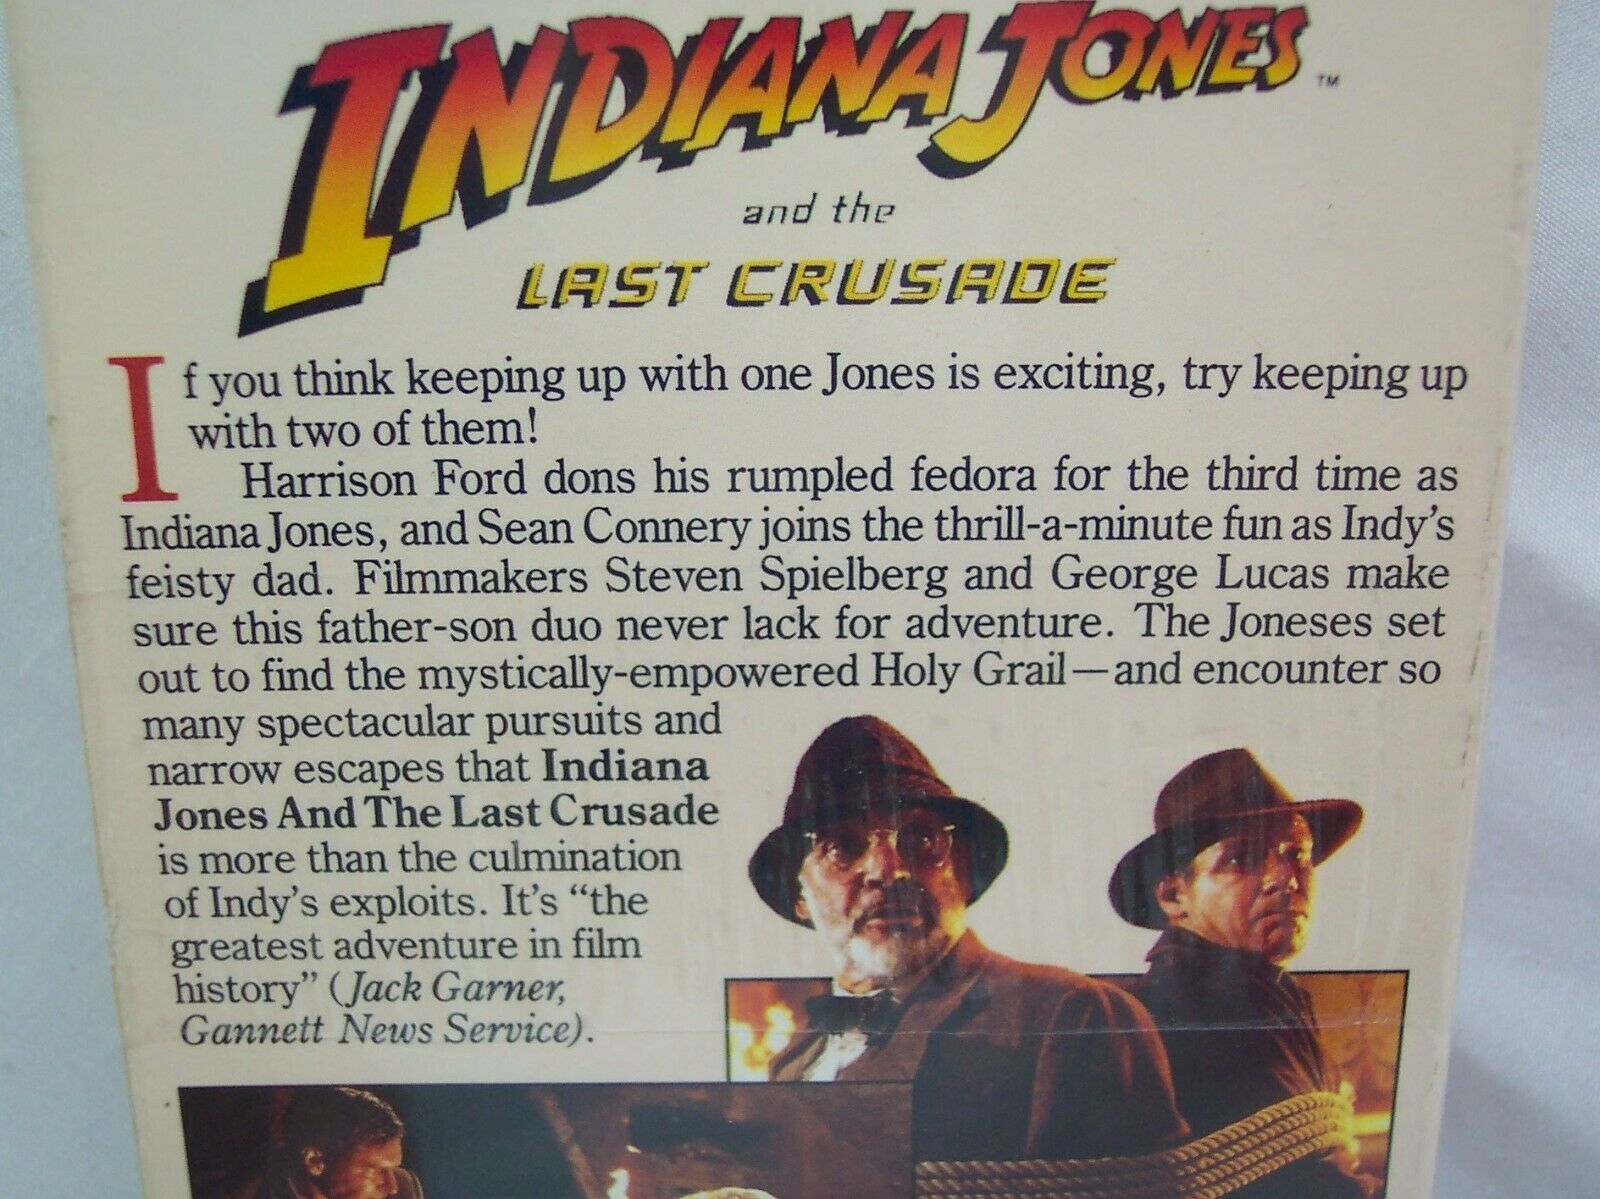 INDIANA JONES ™
and the
LAST CRUSADE
If you think keeping up with one Jones is exciting, try keeping up
with two of them!
Harrison Ford dons his rumpled fedora for the third time as
Indiana Jones, and Sean Connery joins the thrill-a-minute fun as Indy's
feisty dad. Filmmakers Steven Spielberg and George Lucas make
sure this father-son duo never lack for adventure. The Joneses set
out to find the mystically-empowered Holy Grail—and encounter so
many spectacular pursuits and
narrow escapes that Indiana
Jones And The Last Crusade
is more than the culmination
of Indy's exploits. It's “the
greatest adventure in film
history” (Jack Garner,
Gannett News Service).